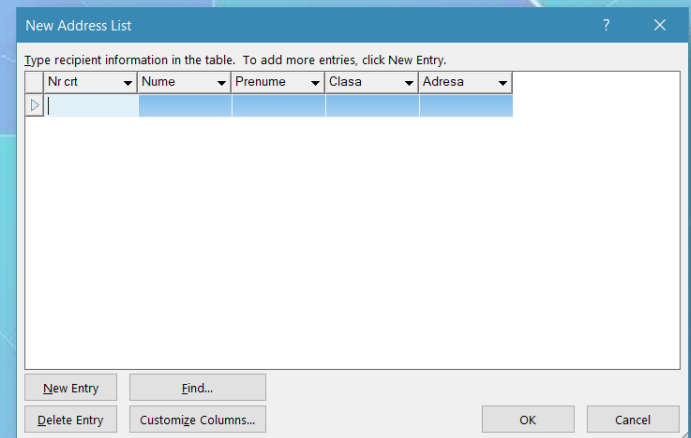 New Address List
Type recipient information in the table. To add more entries, click New Entry.
Nr crt Nume Prenume Clasa Adresa
New Entry Find...
Delete Entry Customize Columns... OK Cancel